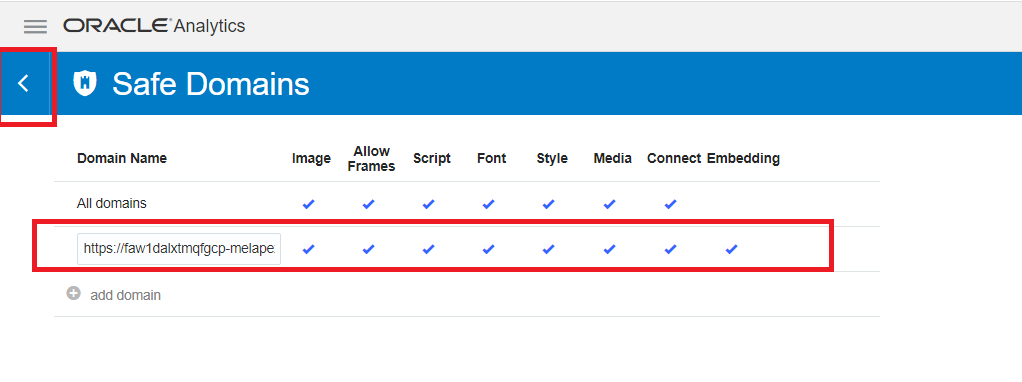 ORACLE® Analytics
Safe Domains
Domain Name Image Allow Frames Script Font Style Media Connect Embedding
All domains
https://faw1dalxtmqfgcp-melape
add domain